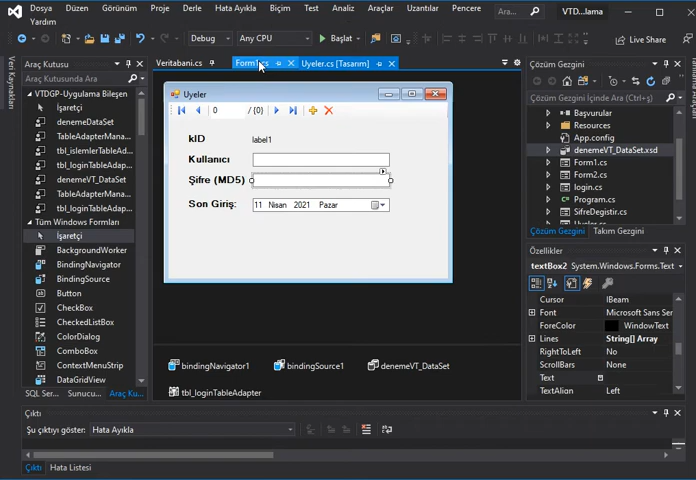 Dosya Düzen Görünüm Git Proje Derle Hata Ayıkla Biçim Test Analiz Araçlar Uzantılar Pencere
Yardım
Ara...
VTD...lama
Debug Any CPU Başlat Live Share
Veri Kaynakları
Araç Kutusu
Araç Kutusunda Ara
VTDGP-Uygulama Bileşen
İşaretçi
denemeDataSet
TableAdapterMana...
tbl_islemlerTableAd...
tbl_loginTableAdap...
denemeVT_DataSet
TableAdapterMana...
tbl_loginTableAdap...
Tüm Windows Formları
İşaretçi
BackgroundWorker
BindingNavigator
BindingSource
Button
CheckBox
CheckedListBox
ColorDialog
ComboBox
ContextMenuStrip
DataGridView
SQL Ser... Sunucu... Araç Ku...
Veritabani.cs Form1.cs Uyeler.cs [Tasarım]
Uyeler
0 / {0}
kID label1
Kullanıcı
Şifre (MD5)
Son Giriş: 11 Nisan 2021 Pazar
bindingNavigator1 bindingSource1 denemeVT_DataSet
tbl_loginTableAdapter
Çözüm Gezgini
Çözüm Gezgini İçinde Ara (Ctrl+ş)
Başvurular
Resources
App.config
denemeVT_DataSet.xsd
Form1.cs
Form2.cs
login.cs
Program.cs
SifreDegistir.cs
Uyeler.cs
Çözüm Gezgini Takım Gezgini
Özellikler
textBox2 System.Windows.Forms.Text
Cursor IBeam
Font Microsoft Sans Ser
ForeColor WindowText
Lines String[] Array
RightToLeft No
ScrollBars None
Text
TextAlign Left
Çıktı
Şu çıktıyı göster: Hata Ayıkla
Çıktı Hata Listesi